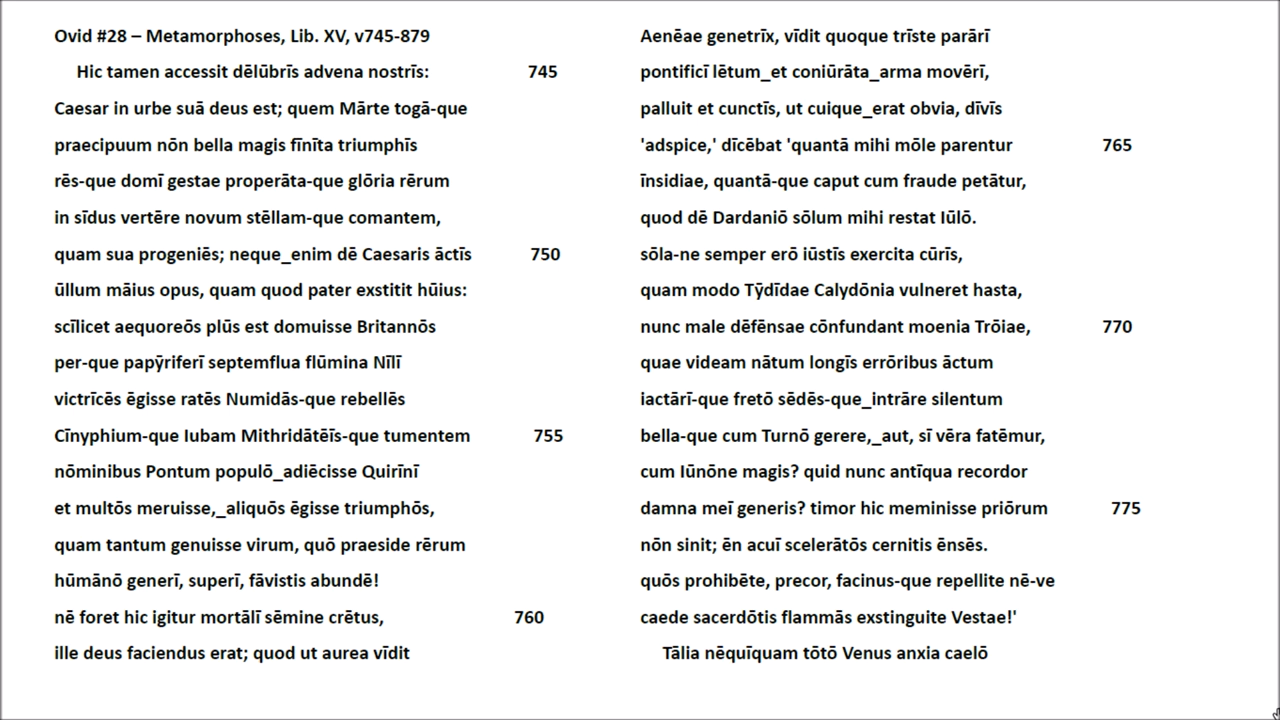 Ovid #28 – Metamorphoses, Lib. XV, v745-879
Hic tamen accessit dēlūbrīs advena nostrīs: 745
Caesar in urbe suā deus est; quem Mārte togā-que
praecipuum nōn bella magis fīnīta triumphīs
rēs-que domī gestae properāta-que glōria rērum
in sīdus vertēre novum stēllam-que comantem,
quam sua progeniēs; neque_enim dē Caesaris āctīs 750
ūllum māius opus, quam quod pater exstitit hūius:
scīlicet aequoreōs plūs est domuisse Britannōs
per-que papȳriferī septemflua flūmina Nīlī
victrīcēs ēgisse ratēs Numidās-que rebellēs
Cīnyphium-que Iubam Mithridātēīs-que tumentem 755
nōminibus Pontum populō_adiēcisse Quirīnī
et multōs meruisse,_aliquōs ēgisse triumphōs,
quam tantum genuisse virum, quō praeside rērum
hūmānō generī, superī, fāvistis abundē!
nē foret hic igitur mortālī sēmine crētus, 760
ille deus faciendus erat; quod ut aurea vīdit
Aenēae genetrīx, vīdit quoque trīste parārī
pontificī lētum_et coniūrāta_arma movērī,
palluit et cunctīs, ut cuique_erat obvia, dīvīs
'adspice,' dīcēbat 'quantā mihi mōle parentur 765
īnsidiae, quantā-que caput cum fraude petātur,
quod dē Dardaniō sōlum mihi restat Iūlō.
sōla-ne semper erō iūstīs exercita cūrīs,
quam modo Tȳdīdae Calydōnia vulneret hasta,
nunc male dēfēnsae cōnfundant moenia Trōiae, 770
quae videam nātum longīs errōribus āctum
iactārī-que fretō sēdēs-que_intrāre silentum
bella-que cum Turnō gerere,_aut, sī vēra fatēmur,
cum Iūnōne magis? quid nunc antīqua recordor
damna meī generis? timor hic meminisse priōrum 775
nōn sinit; ēn acuī scelerātōs cernitis ēnsēs.
quōs prohibēte, precor, facinus-que repellite nē-ve
caede sacerdōtis flammās exstinguite Vestae!'
Tālia nēquīquam tōtō Venus anxia caelō